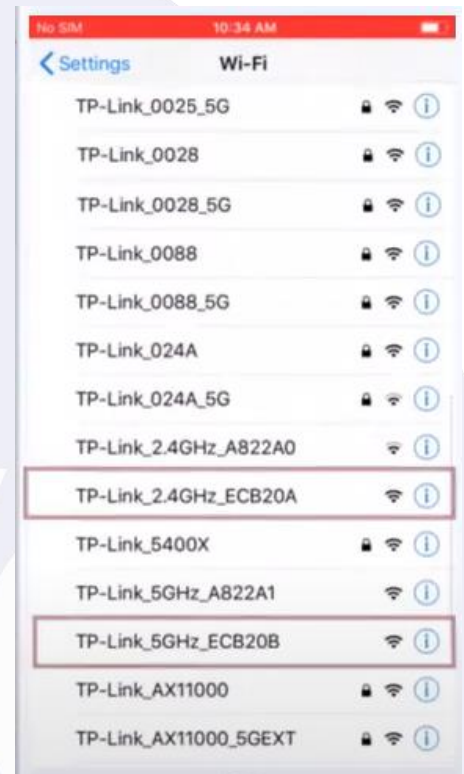 No SIM 10:34 AM
Settings Wi-Fi
TP-Link_0025_5G
TP-Link_0028
TP-Link_0028_5G
TP-Link_0088
TP-Link_0088_5G
TP-Link_024A
TP-Link_024A_5G
TP-Link_2.4GHz_A822A0
TP-Link_2.4GHz_ECB20A
TP-Link_5400X
TP-Link_5GHz_A822A1
TP-Link_5GHz_ECB20B
TP-Link_AX11000
TP-Link_AX11000_5GEXT